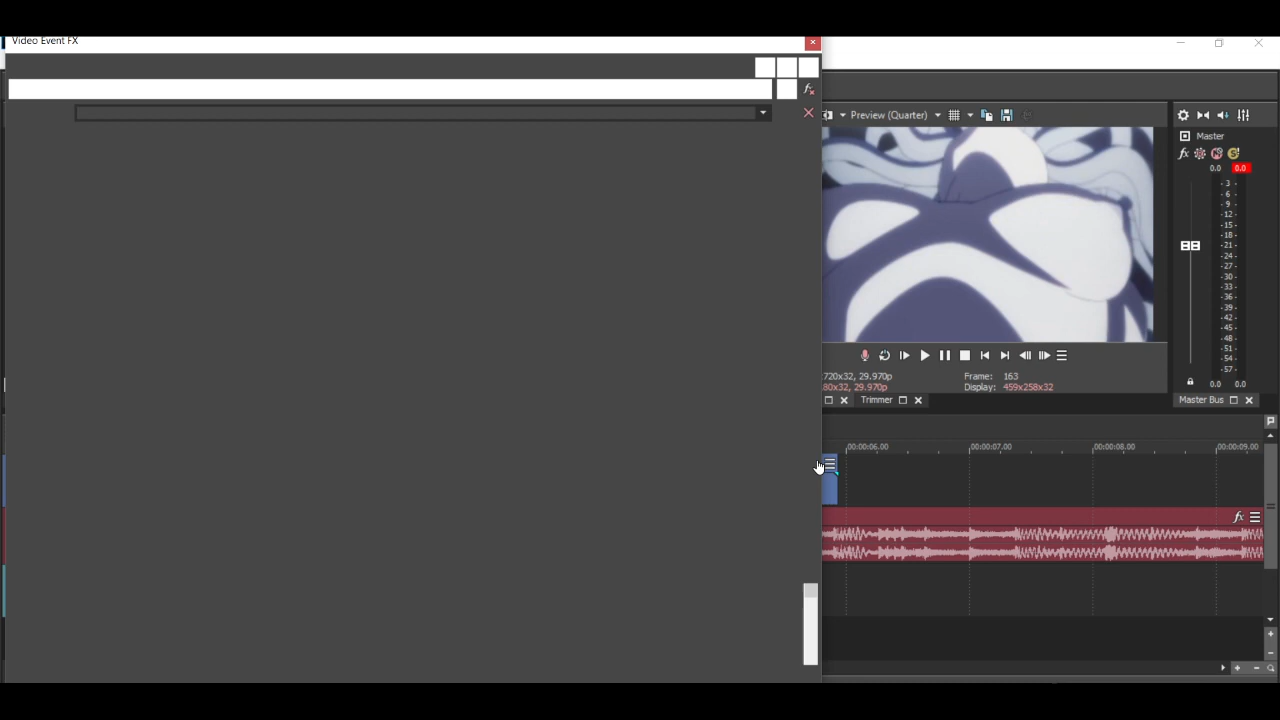 Video Event FX
Preview (Quarter)
Master
0.0 0.0
-3-
-6-
-9-
-12-
-15-
-18-
-21-
-24-
-27-
-30-
-33-
-36-
-39-
-42-
-45-
-48-
-51-
-54-
-57-
0.0 0.0
720x32, 29.970p
Frame: 163
80x32, 29.970p
Display: 459x258x32
Trimmer
Master Bus
00:00:06.00 00:00:07.00 00:00:08.00 00:00:09.00
fx